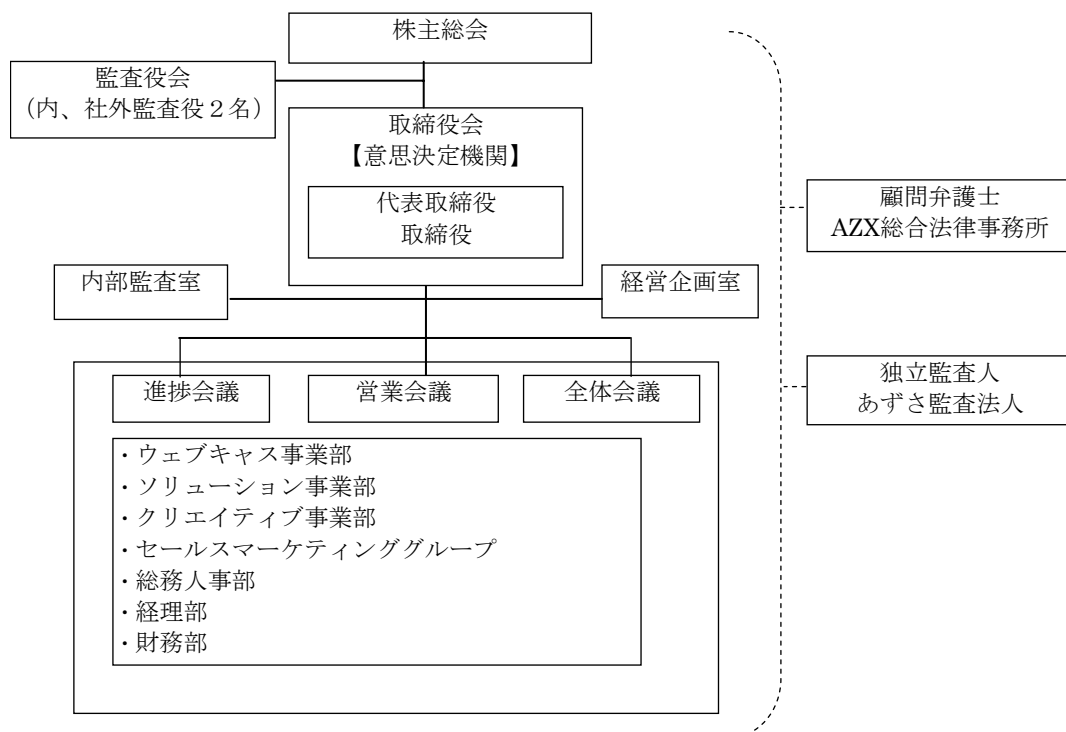 株主総会
監査役会
（内、社外監査役２名）
取締役会
【意思決定機関】
代表取締役
取締役
顧問弁護士
AZX総合法律事務所
内部監査室
経営企画室
独立監査人
あずさ監査法人
進捗会議
営業会議
全体会議
・ウェブキャス事業部
・ソリューション事業部
・クリエイティブ事業部
・セールスマーケティンググループ
・総務人事部
・経理部
・財務部